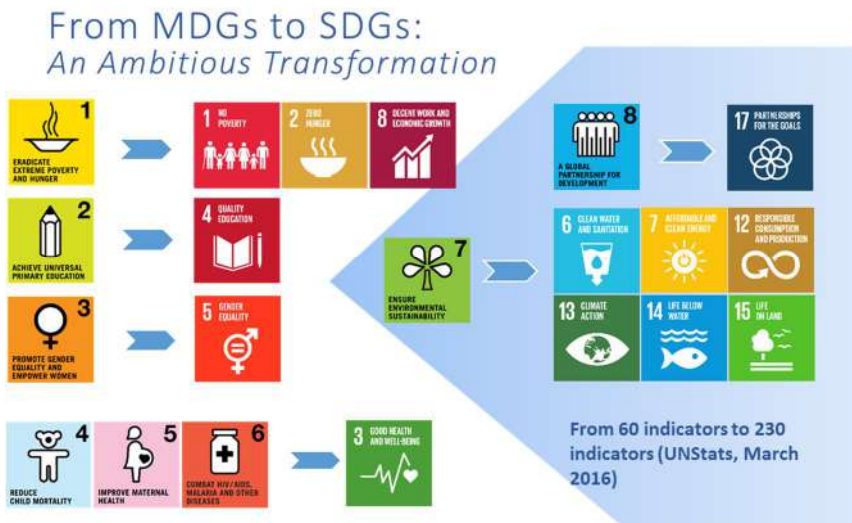 From MDGs to SDGs:
An Ambitious Transformation
1
ERADICATE
EXTREME POVERTY
AND HUNGER
1 NO
POVERTY
2 ZERO
HUNGER
8 DECENT WORK AND
ECONOMIC GROWTH
8
A GLOBAL
PARTNERSHIP FOR
DEVELOPMENT
17 PARTNERSHIPS
FOR THE GOALS
2
ACHIEVE UNIVERSAL
PRIMARY EDUCATION
4 QUALITY
EDUCATION
7
ENSURE
ENVIRONMENTAL
SUSTAINABILITY
6 CLEAN WATER
AND SANITATION
7 AFFORDABLE AND
CLEAN ENERGY
12 RESPONSIBLE
CONSUMPTION
AND PRODUCTION
3
PROMOTE GENDER
EQUALITY AND
EMPOWER WOMEN
5 GENDER
EQUALITY
13 CLIMATE
ACTION
14 LIFE BELOW
WATER
15 LIFE
ON LAND
4
REDUCE
CHILD MORTALITY
5
IMPROVE MATERNAL
HEALTH
6
COMBAT HIV/AIDS,
MALARIA AND OTHER
DISEASES
3 GOOD HEALTH
AND WELL-BEING
From 60 indicators to 230
indicators (UNStats, March
2016)